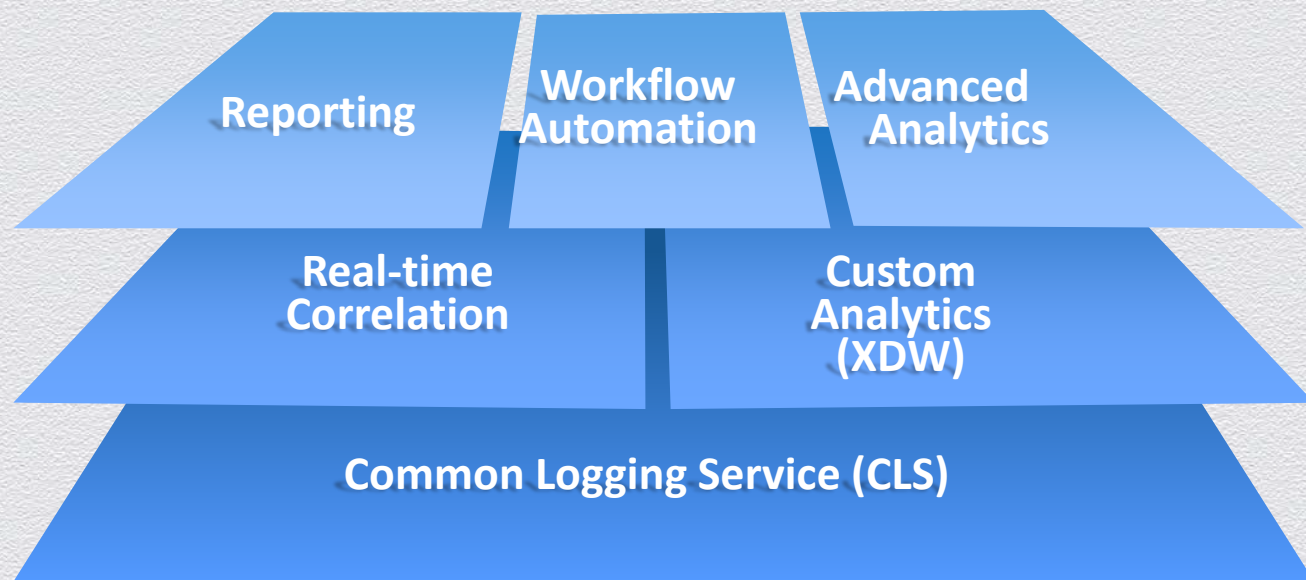 Reporting
Workflow
Automation
Advanced
Analytics
Real-time
Correlation
Custom
Analytics
(XDW)
Common Logging Service (CLS)